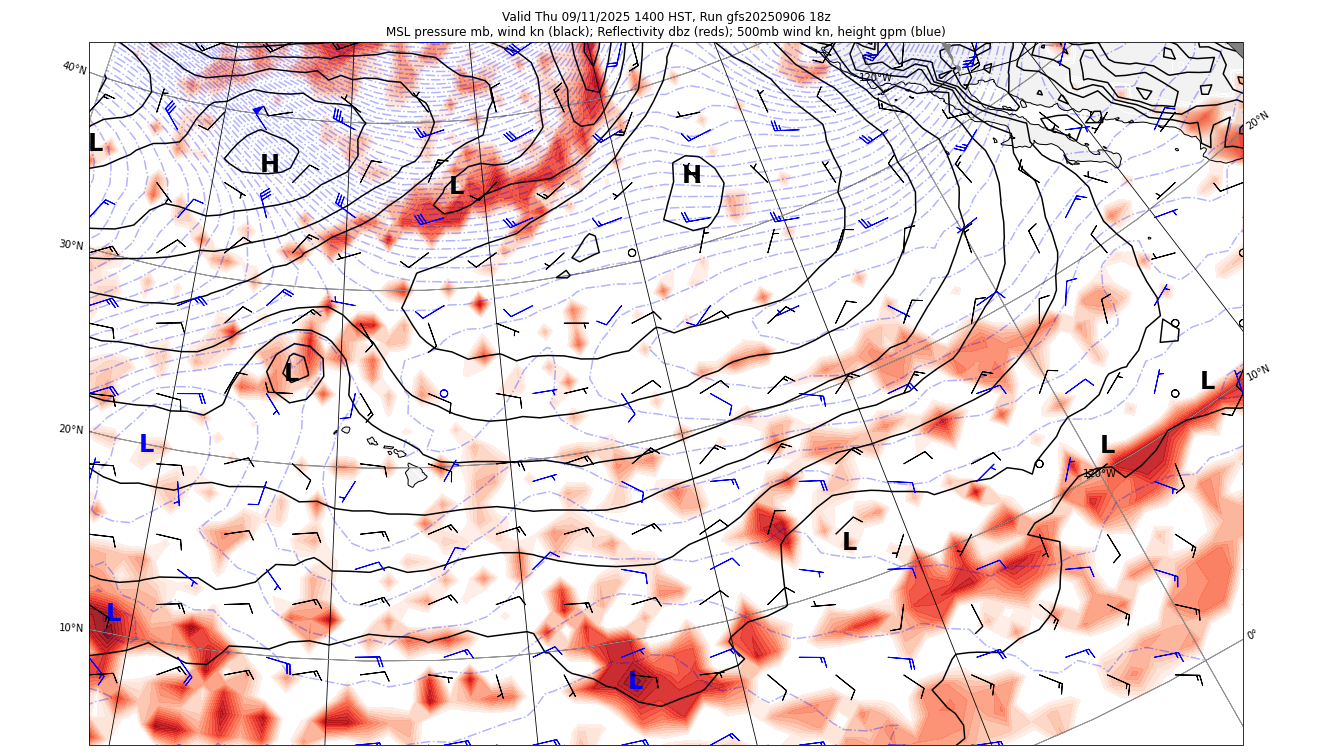 Valid Thu 09/11/2025 1400 HST, Run gfs20250906 18z
MSL pressure mb, wind kn (black); Reflectivity dbz (reds); 500mb wind kn, height gpm (blue)
40°N
120°W
20°N
L
H
H
L
30°N
L
10°N
L
20°N
L
L
120°W
L
L
10°N
0°
L